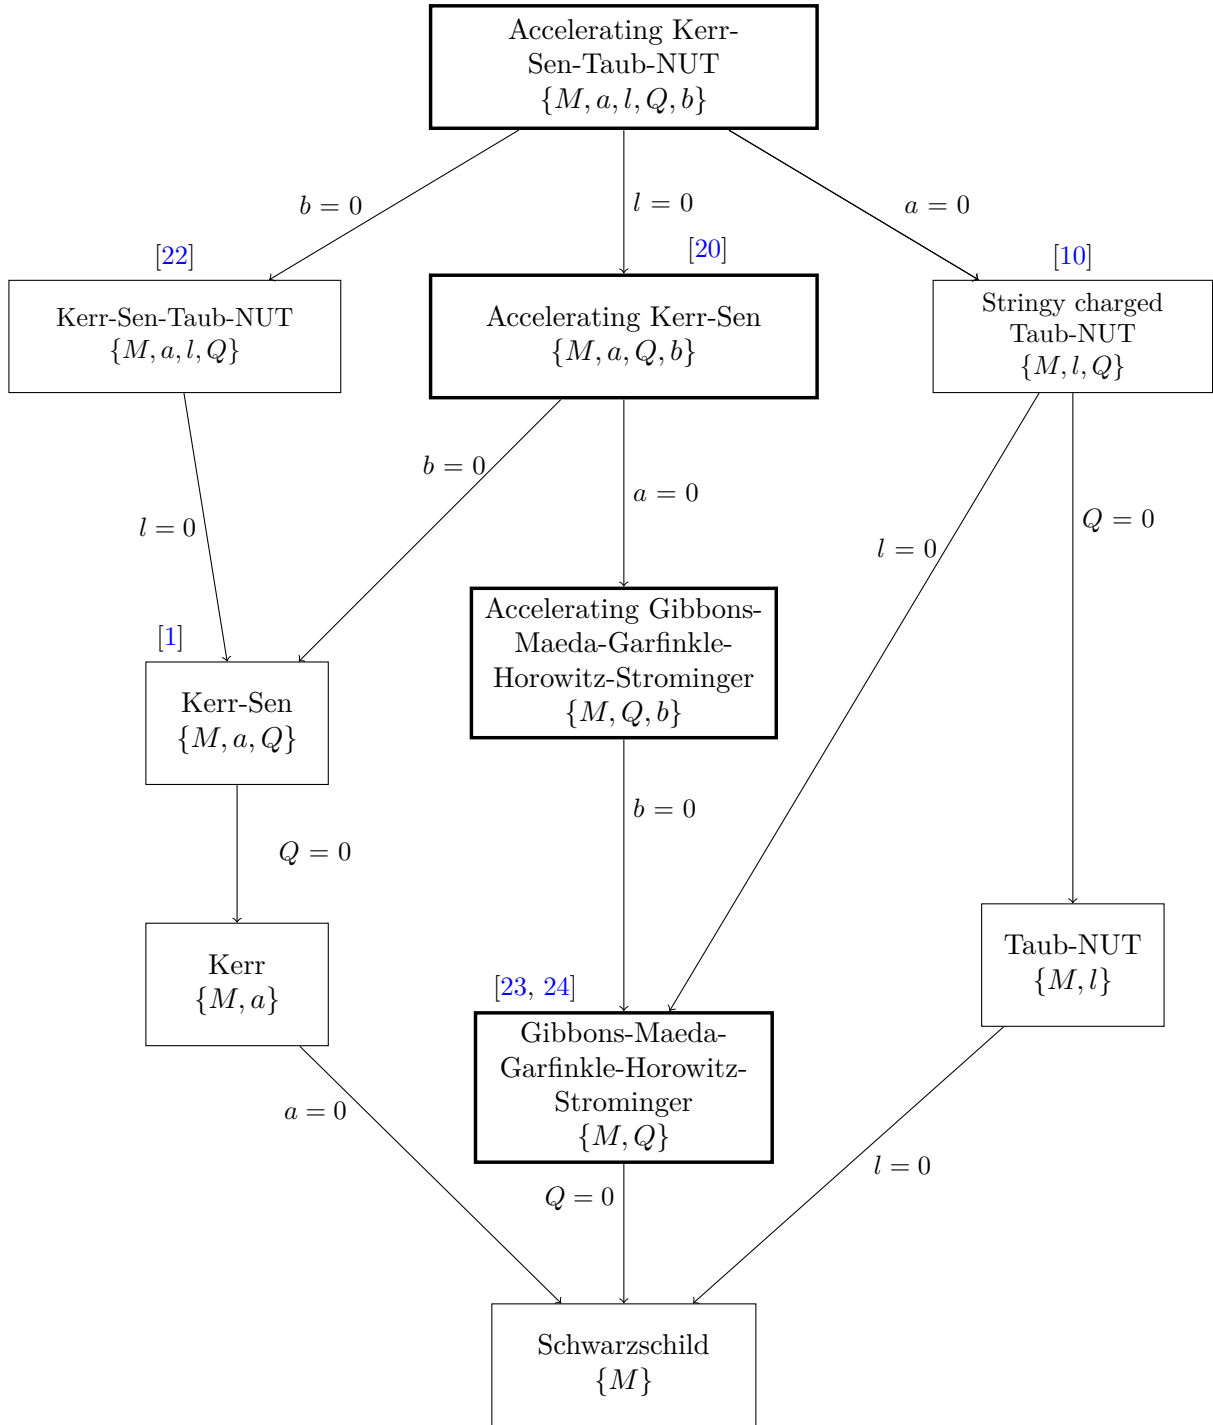 Accelerating Kerr-
Sen-Taub-NUT
{M, a, l, Q, b}
b = 0
l = 0
a = 0
[22]
[20]
[10]
Kerr-Sen-Taub-NUT
{M, a, l, Q}
Accelerating Kerr-Sen
{M, a, Q, b}
Stringy charged
Taub-NUT
{M, l, Q}
b = 0
a = 0
Q = 0
l = 0
l = 0
[1]
Accelerating Gibbons-
Maeda-Garfinkle-
Horowitz-Strominger
{M, Q, b}
Kerr-Sen
{M, a, Q}
b = 0
Q = 0
Kerr
{M, a}
Taub-NUT
{M, l}
[23, 24]
Gibbons-Maeda-
Garfinkle-Horowitz-
Strominger
{M, Q}
a = 0
l = 0
Q = 0
Schwarzschild
{M}